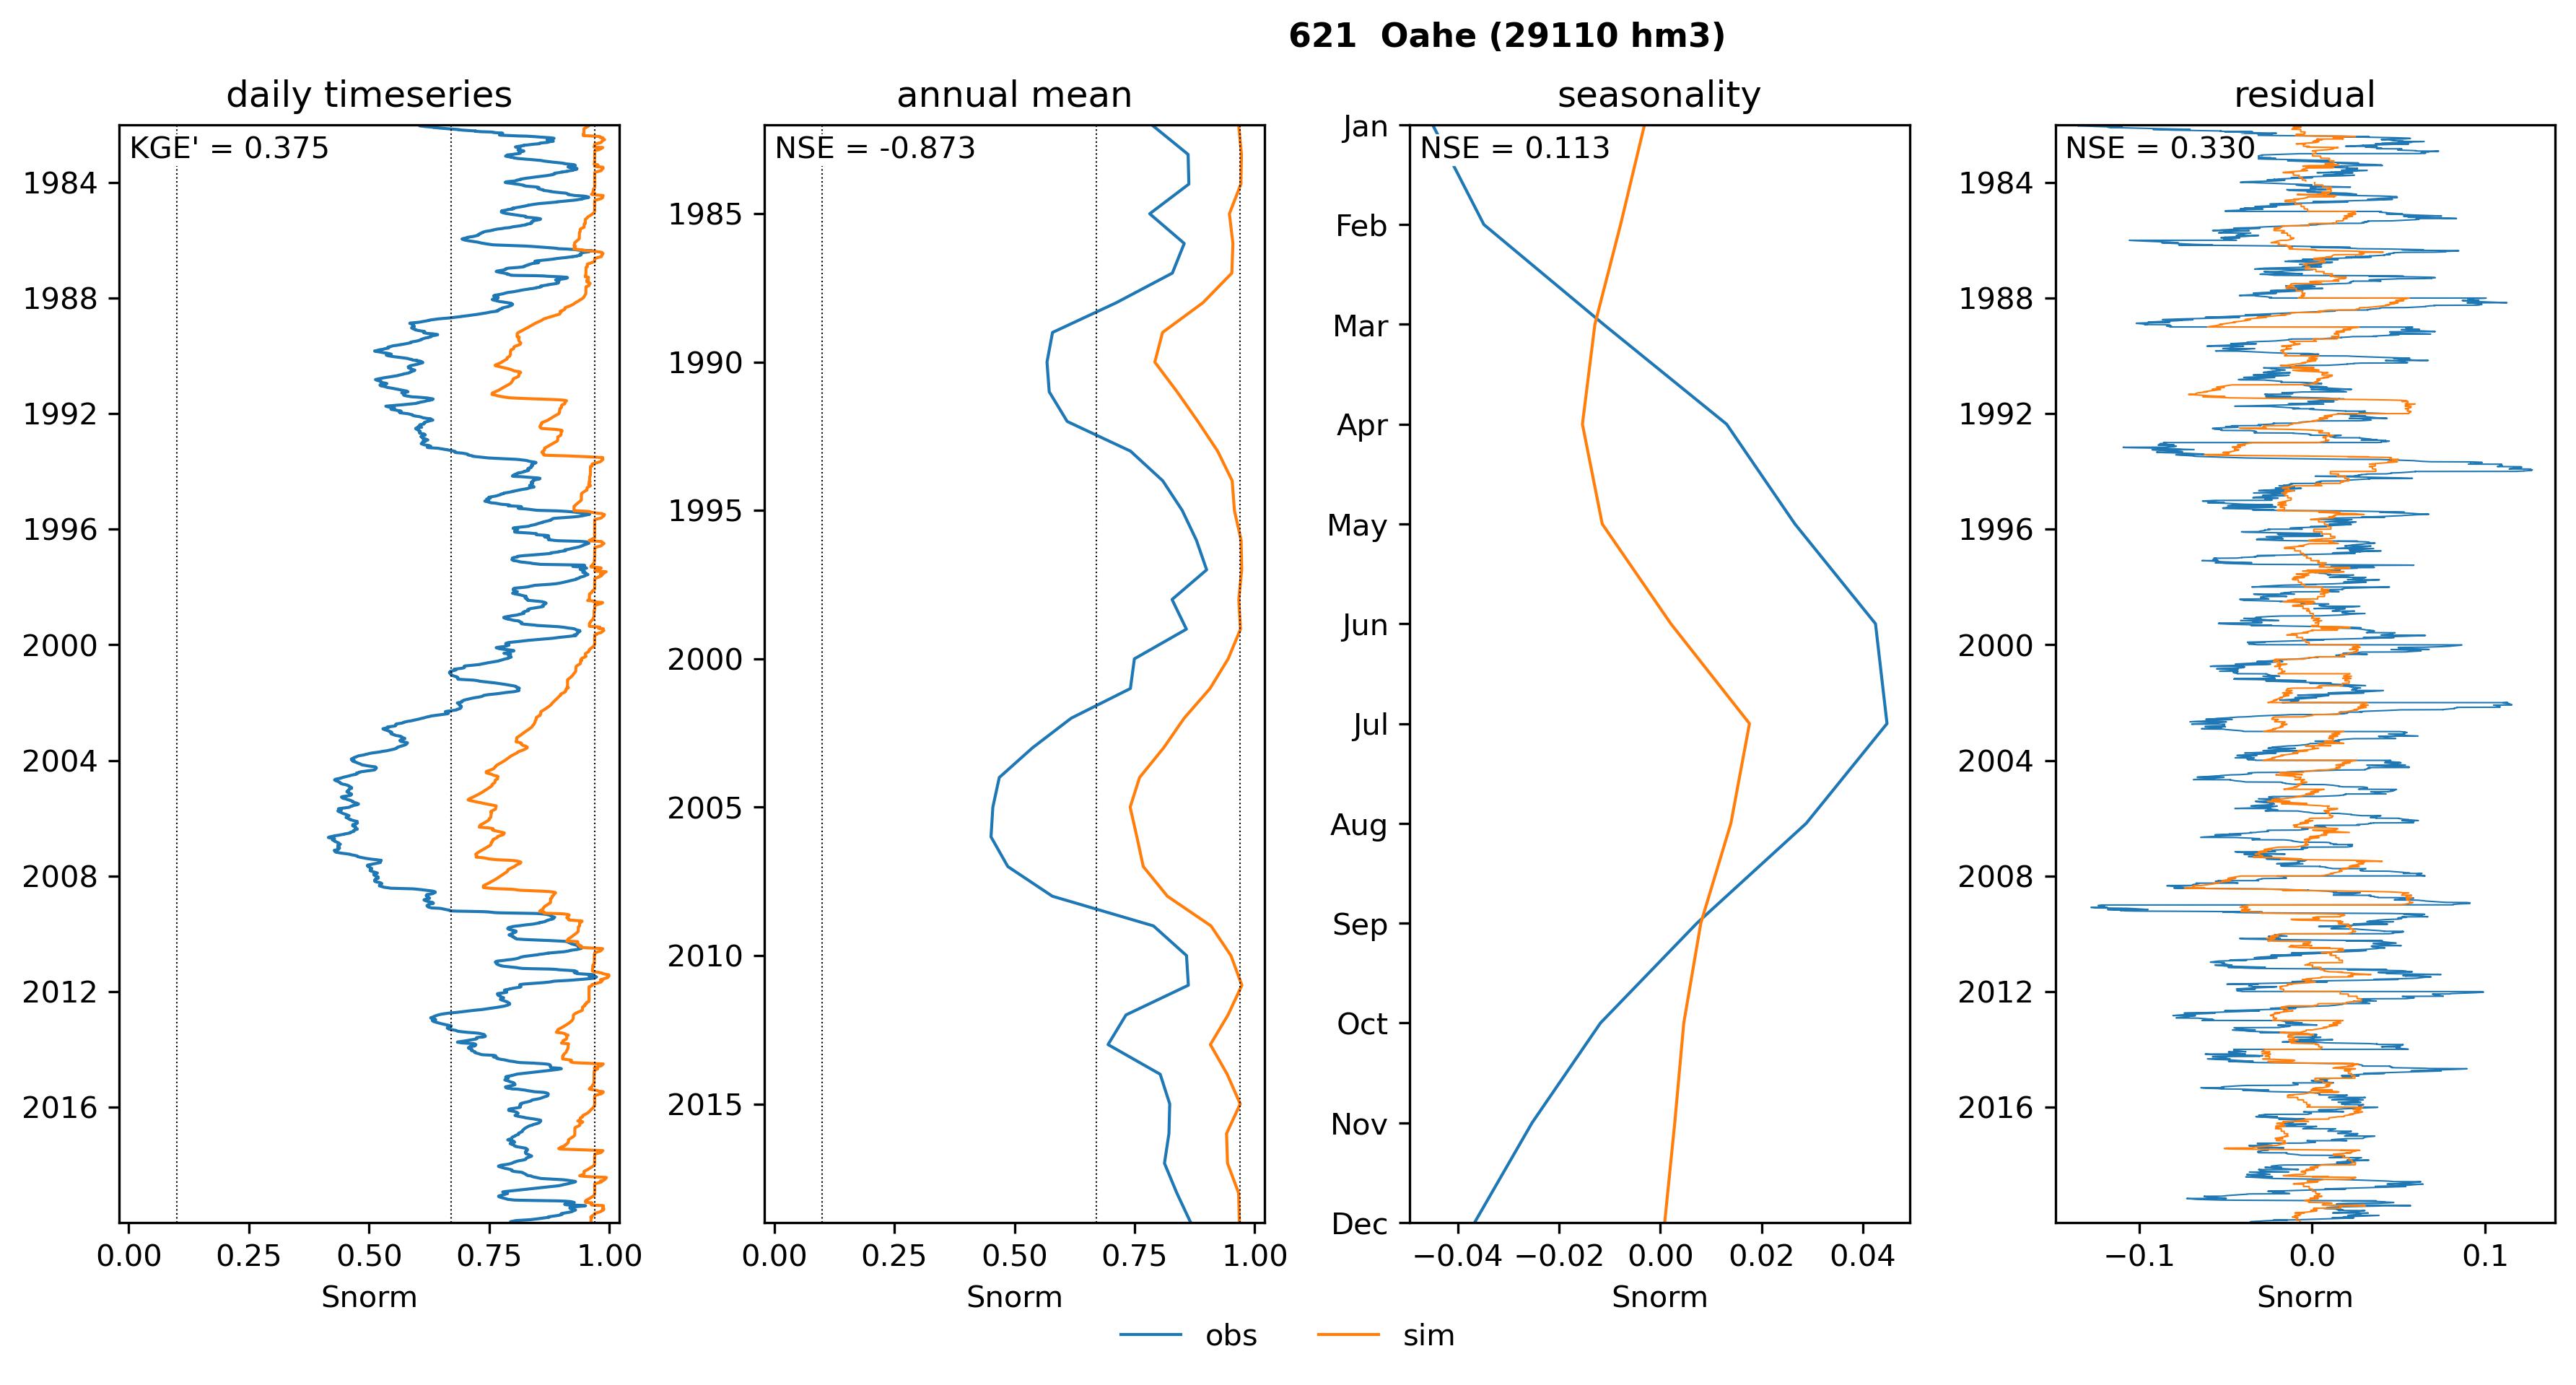 621  Oahe (29110 hm3)
daily timeseries
KGE' = 0.375
1984
1988
1992
1996
2000
2004
2008
2012
2016
0.00 0.25 0.50 0.75 1.00
Snorm
annual mean
NSE = -0.873
1985
1990
1995
2000
2005
2010
2015
0.00 0.25 0.50 0.75 1.00
Snorm
seasonality
NSE = 0.113
Jan
Feb
Mar
Apr
May
Jun
Jul
Aug
Sep
Oct
Nov
Dec
−0.04 −0.02 0.00 0.02 0.04
Snorm
residual
NSE = 0.330
1984
1988
1992
1996
2000
2004
2008
2012
2016
−0.1 0.0 0.1
Snorm
obs sim